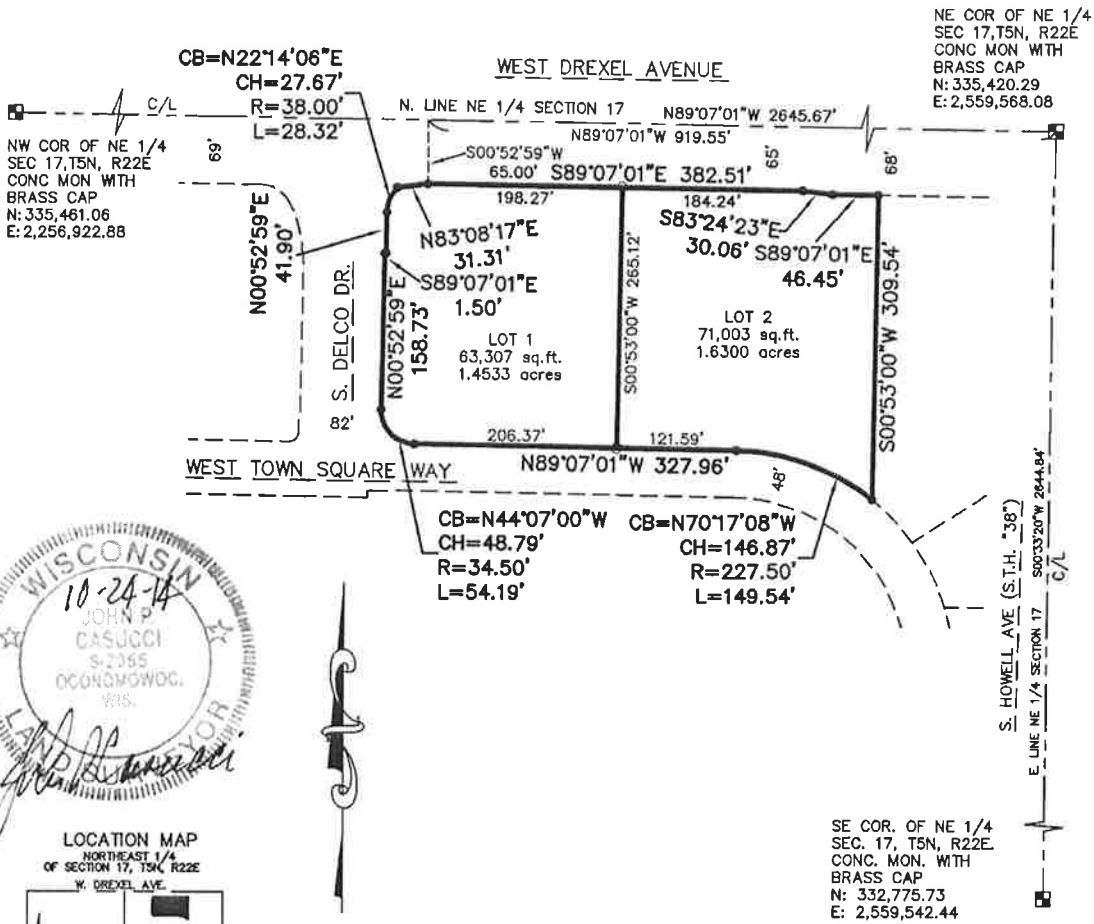 NE COR OF NE 1/4
SEC 17,T5N, R22E
CONC MON WITH
BRASS CAP
N: 335,420.29
E: 2,559,568.08
CB=N22°14'06"E
CH=27.67'
R=38.00'
L=28.32'
WEST DREXEL AVENUE
C/L
N. LINE NE 1/4 SECTION 17
N89°07'01"W 2645.67'
N89°07'01"W 919.55'
NW COR OF NE 1/4
SEC 17,T5N, R22E
CONC MON WITH
BRASS CAP
N: 335,461.06
E: 2,256,922.88
69'
S00°52'59"W
65.00'
S89°07'01"E 382.51'
65'
68'
198.27'
184.24'
N83°08'17"E
31.31'
S83°24'23"E
30.06'
S89°07'01"E
46.45'
N00°52'59"E
41.90'
S89°07'01"E
1.50'
S. DELCO DR.
82'
N00°52'59"E
158.73'
LOT 1
63,307 sq.ft.
1.4533 acres
S00°53'00"W 265.12'
LOT 2
71,003 sq.ft.
1.6300 acres
S00°53'00"W 309.54'
206.37'
121.59'
N89°07'01"W 327.96'
WEST TOWN SQUARE WAY
48'
CB=N44°07'00"W
CH=48.79'
R=34.50'
L=54.19'
CB=N70°17'08"W
CH=146.87'
R=227.50'
L=149.54'
S. HOWELL AVE (S.T.H. "38")
E. LINE NE 1/4 SECTION 17
S00°33'20"W 2644.84'
C/L
WISCONSIN
10-24-14
JOHN P.
CASUCCI
S-2055
OCONOMOWOC,
WIS.
LAND SURVEYOR
LOCATION MAP
NORTHEAST 1/4
OF SECTION 17, T5N, R22E
W. DREXEL AVE.
SE COR. OF NE 1/4
SEC. 17, T5N, R22E.
CONC. MON. WITH
BRASS CAP
N: 332,775.73
E: 2,559,542.44